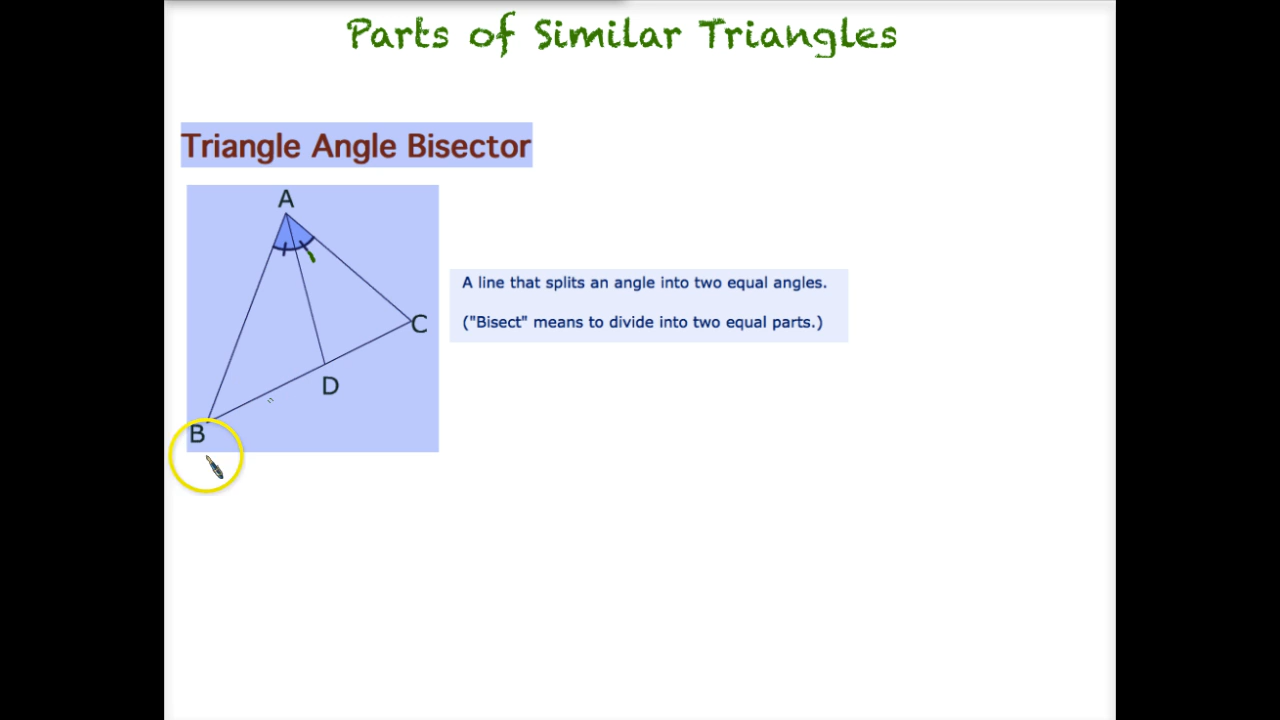 Parts of Similar Triangles
Triangle Angle Bisector
A
C
D
B
A line that splits an angle into two equal angles.
("Bisect" means to divide into two equal parts.)